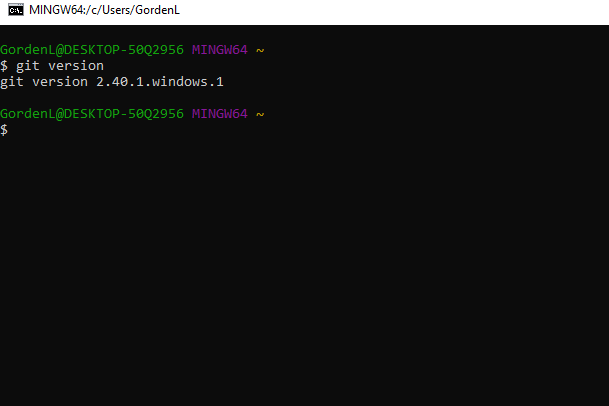 MINGW64:/c/Users/GordenL
GordenL@DESKTOP-50Q2956 MINGW64 ~
$ git version
git version 2.40.1.windows.1
GordenL@DESKTOP-50Q2956 MINGW64 ~
$